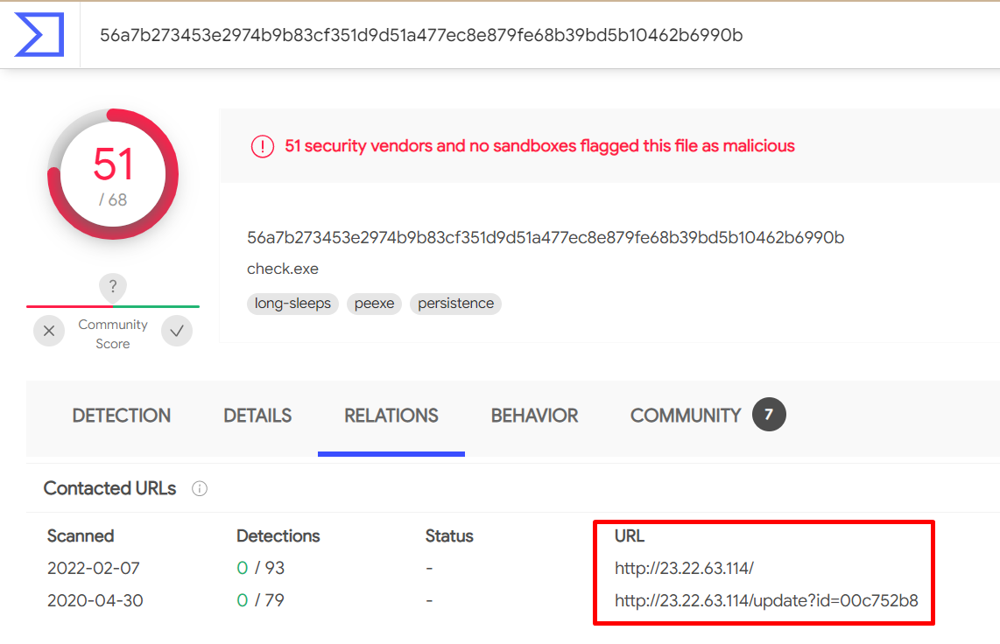 56a7b273453e2974b9b83cf351d9d51a477ec8e879fe68b39bd5b10462b6990b
51
/ 68
51 security vendors and no sandboxes flagged this file as malicious
56a7b273453e2974b9b83cf351d9d51a477ec8e879fe68b39bd5b10462b6990b
check.exe
long-sleeps peexe persistence
?
Community
Score
DETECTION DETAILS RELATIONS BEHAVIOR COMMUNITY 7
Contacted URLs
Scanned Detections Status URL
2022-02-07 0 / 93 - http://23.22.63.114/
2020-04-30 0 / 79 - http://23.22.63.114/update?id=00c752b8